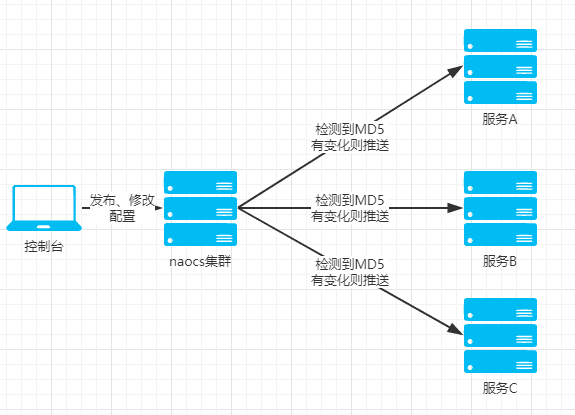 服务A
检测到MD5
有变化则推送
发布、修改
配置
控制台
naocs集群
检测到MD5
有变化则推送
服务B
检测到MD5
有变化则推送
服务C